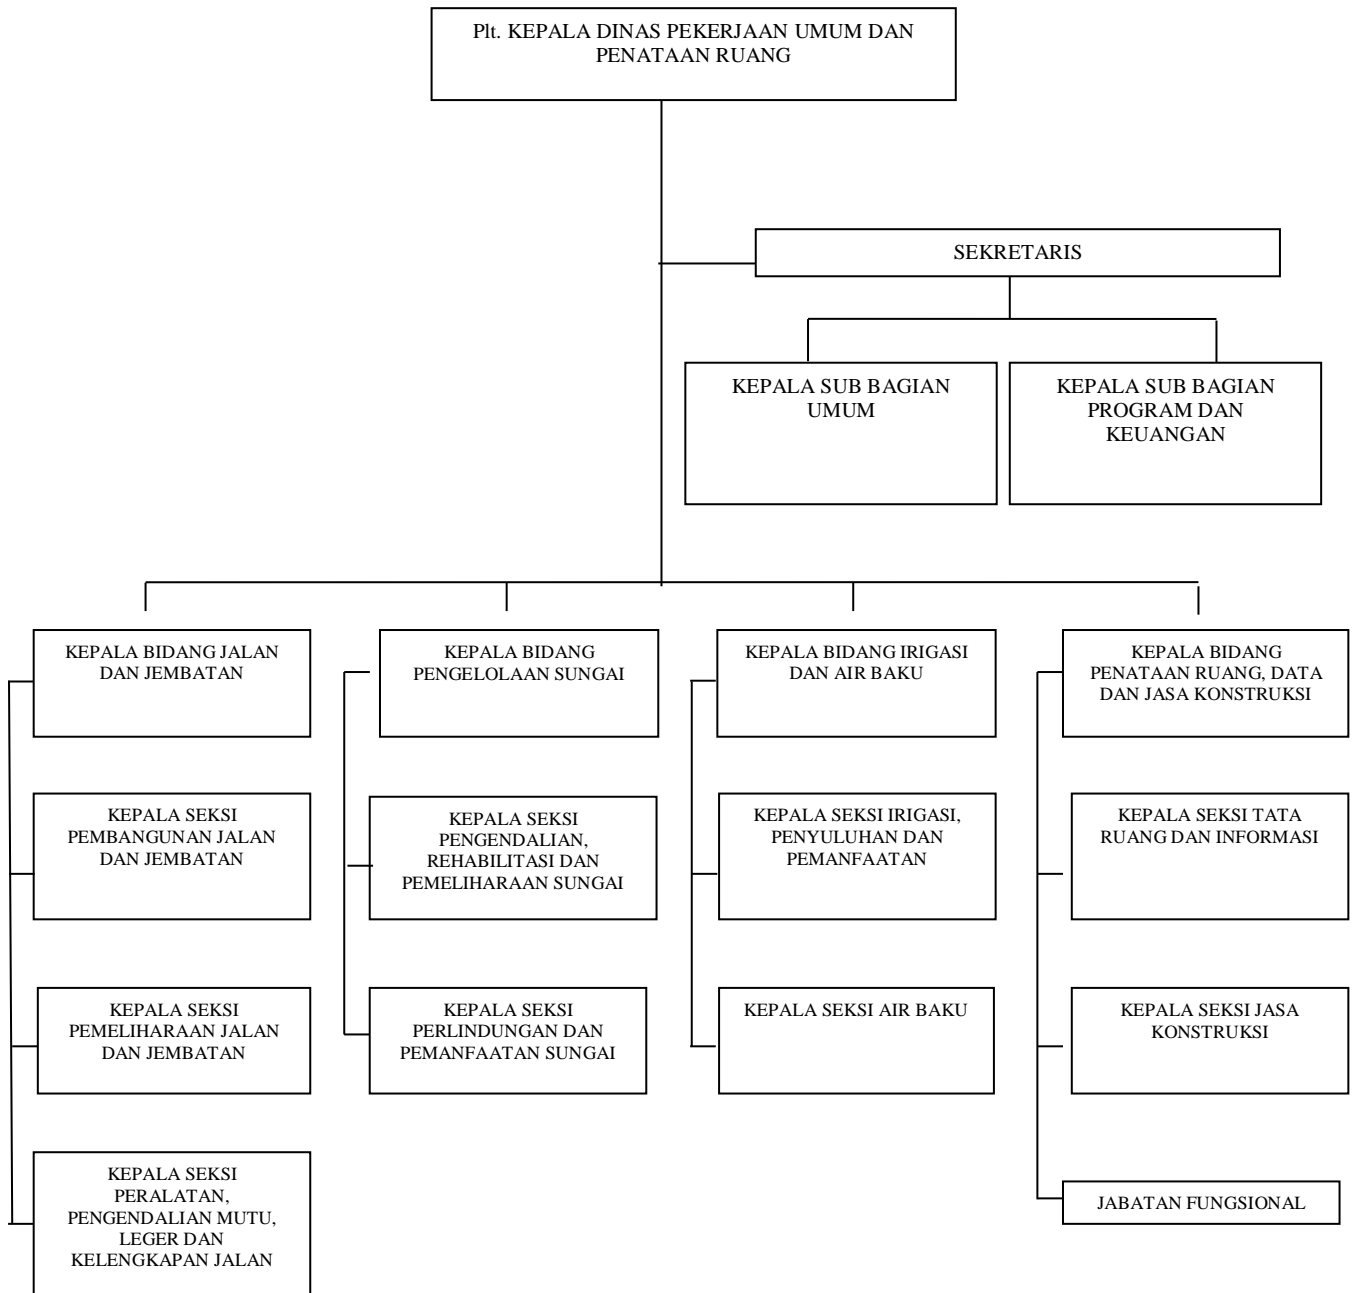 Plt. KEPALA DINAS PEKERJAAN UMUM DAN
PENATAAN RUANG
SEKRETARIS
KEPALA SUB BAGIAN
UMUM
KEPALA SUB BAGIAN
PROGRAM DAN
KEUANGAN
KEPALA BIDANG JALAN
DAN JEMBATAN
KEPALA BIDANG
PENGELOLAAN SUNGAI
KEPALA BIDANG IRIGASI
DAN AIR BAKU
KEPALA BIDANG
PENATAAN RUANG, DATA
DAN JASA KONSTRUKSI
KEPALA SEKSI
PEMBANGUNAN JALAN
DAN JEMBATAN
KEPALA SEKSI
PENGENDALIAN,
REHABILITASI DAN
PEMELIHARAAN SUNGAI
KEPALA SEKSI IRIGASI,
PENYULUHAN DAN
PEMANFAATAN
KEPALA SEKSI TATA
RUANG DAN INFORMASI
KEPALA SEKSI
PEMELIHARAAN JALAN
DAN JEMBATAN
KEPALA SEKSI
PERLINDUNGAN DAN
PEMANFAATAN SUNGAI
KEPALA SEKSI AIR BAKU
KEPALA SEKSI JASA
KONSTRUKSI
KEPALA SEKSI
PERALATAN,
PENGENDALIAN MUTU,
LEGER DAN
KELENGKAPAN JALAN
JABATAN FUNGSIONAL